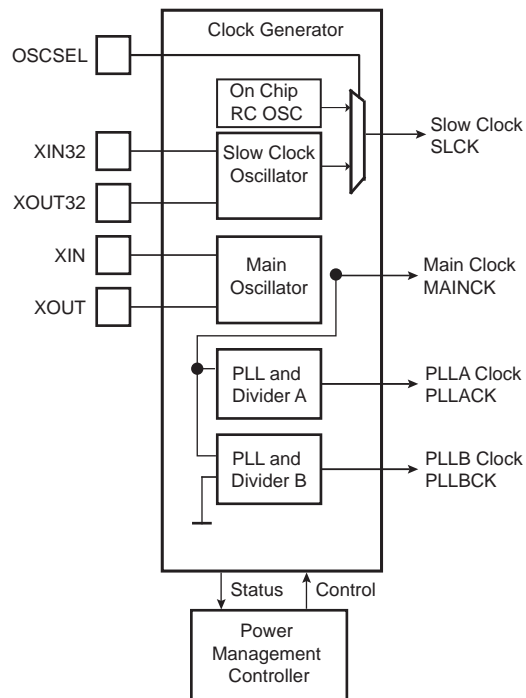 Clock Generator
OSCSEL
On Chip
RC OSC
Slow Clock
SLCK
XIN32
Slow Clock
Oscillator
XOUT32
XIN
Main
Oscillator
Main Clock
MAINCK
XOUT
PLL and
Divider A
PLLA Clock
PLLACK
PLL and
Divider B
PLLB Clock
PLLBCK
Status
Control
Power
Management
Controller